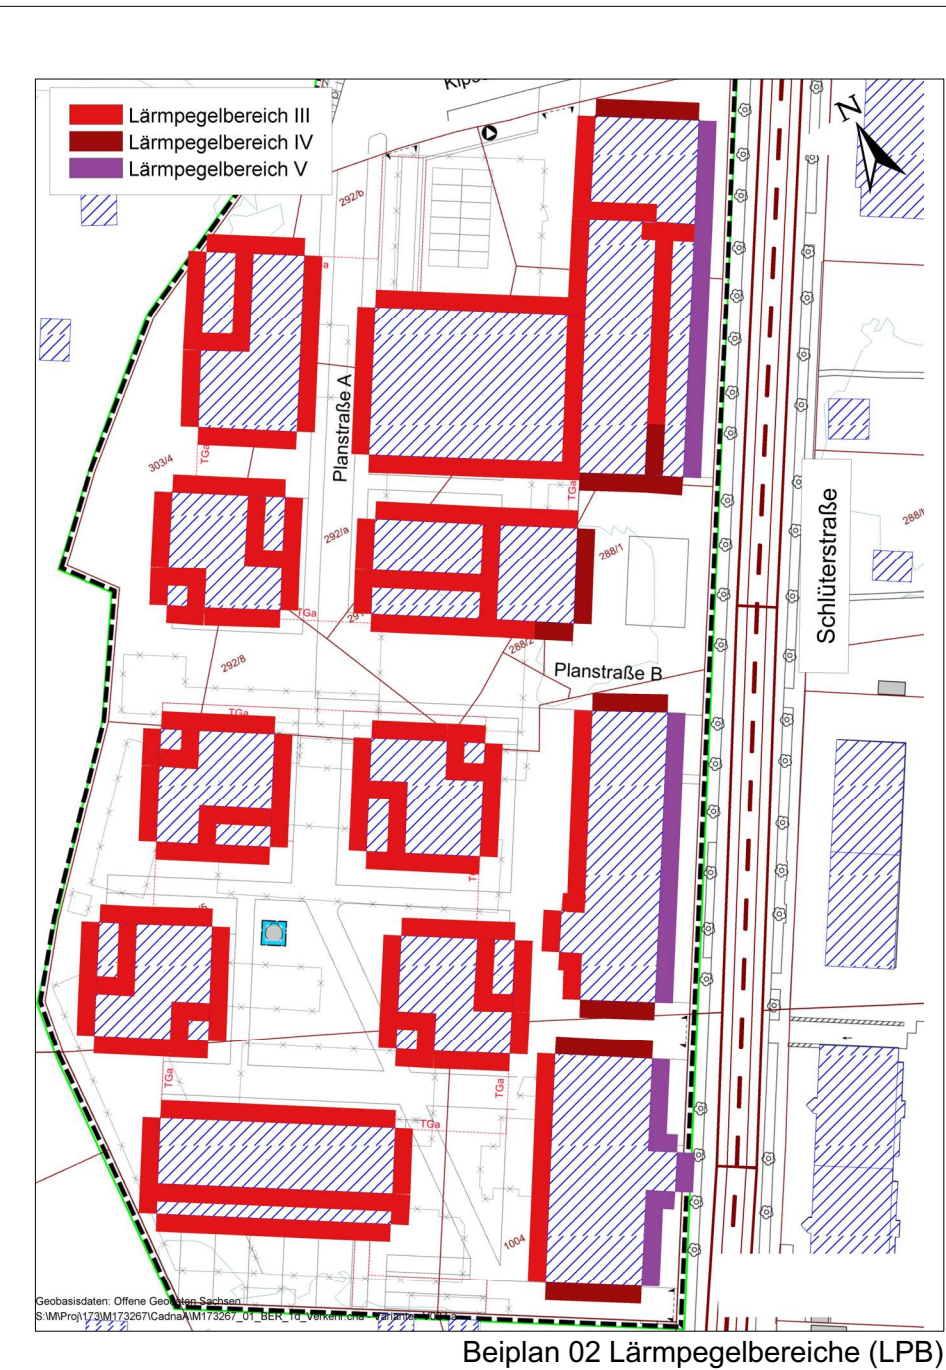 Lärmpegelbereich III
Lärmpegelbereich IV
Lärmpegelbereich V
N
292/b
Planstraße A
303/4
TGa
TGa
292/a
288/1
TGa
288/2
292/8
Planstraße B
Schlüterstraße
TGa
TGa
TGa
TGa
1004
Geobasisdaten: Offene Geodaten Sachsen
Beiplan 02 Lärmpegelbereiche (LPB)